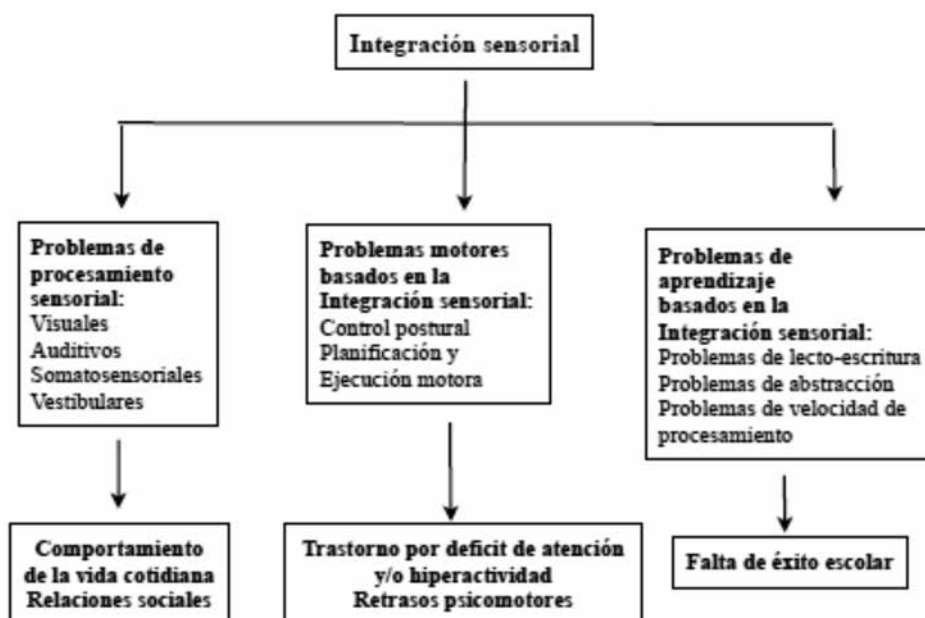 Integración sensorial
Problemas de
procesamiento
sensorial:
Visuales
Auditivos
Somatosensoriales
Vestibulares
Problemas motores
basados en la
Integración sensorial:
Control postural
Planificación y
Ejecución motora
Problemas de
aprendizaje
basados en la
Integración sensorial:
Problemas de lecto-escritura
Problemas de abstracción
Problemas de velocidad de
procesamiento
Comportamiento
de la vida cotidiana
Relaciones sociales
Trastorno por deficit de atención
y/o hiperactividad
Retrasos psicomotores
Falta de éxito escolar